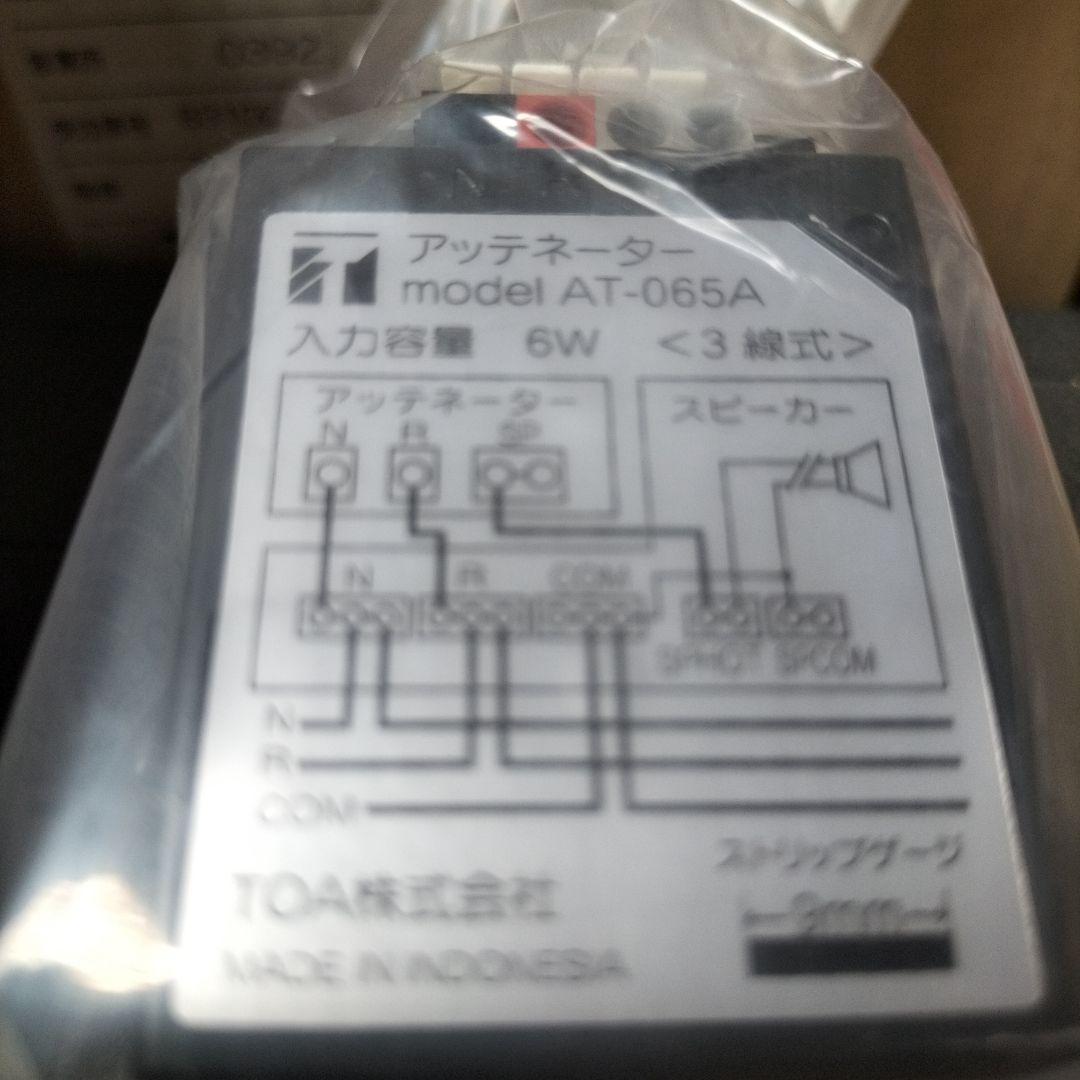 アッテネーター
model AT-065A
入力容量 6W <3線式>
アッテネーター
スピーカー
N R SP
N R COM
SPHOT SPCOM
N
R
COM
ストリップゲージ
9mm
TOA株式会社
MADE IN INDONESIA